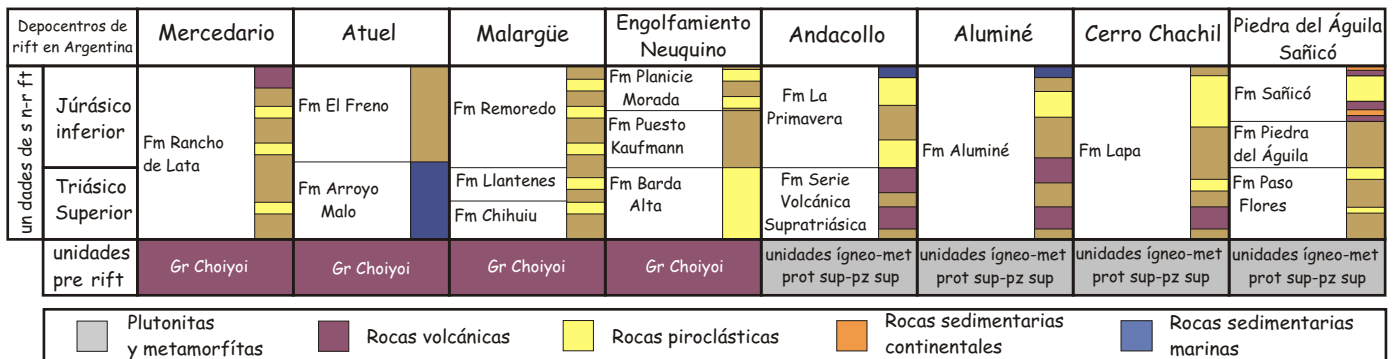 Depocentros de
rift en Argentina
Mercedario
Atuel
Malargüe
Engolfamiento
Neuquino
Andacollo
Aluminé
Cerro Chachil
Piedra del Águila
Sañicó
un dades de s n-r ft
Júrásico
inferior
Triásico
Superior
Fm Rancho
de Lata
Fm El Freno
Fm Arroyo
Malo
Fm Remoredo
Fm Llantenes
Fm Chihuiu
Fm Planicie
Morada
Fm Puesto
Kaufmann
Fm Barda
Alta
Fm La
Primavera
Fm Serie
Volcánica
Supratriásica
Fm Aluminé
Fm Lapa
Fm Sañicó
Fm Piedra
del Águila
Fm Paso
Flores
unidades
pre rift
Gr Choiyoi
Gr Choiyoi
Gr Choiyoi
Gr Choiyoi
unidades ígneo-met
prot sup-pz sup
unidades ígneo-met
prot sup-pz sup
unidades ígneo-met
prot sup-pz sup
unidades ígneo-met
prot sup-pz sup
Plutonitas
y metamorfítas
Rocas volcánicas
Rocas piroclásticas
Rocas sedimentarias
continentales
Rocas sedimentarias
marinas